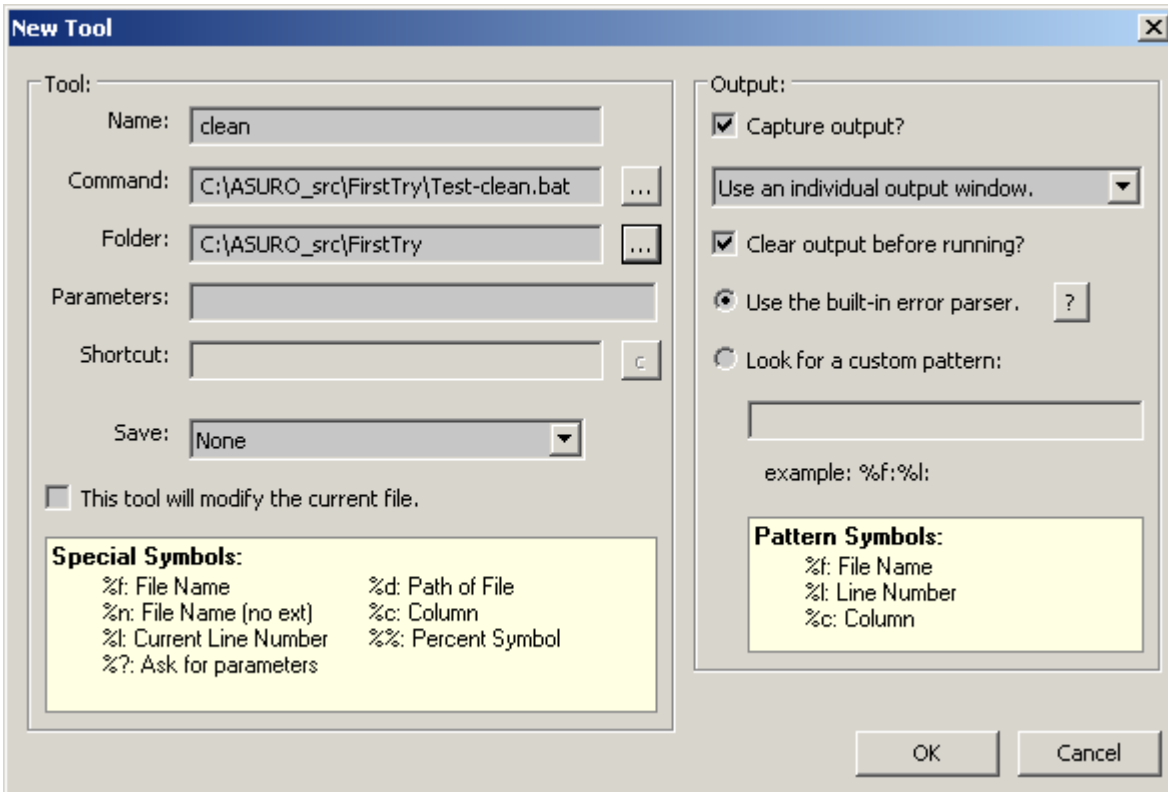 New Tool
Tool:
Name: clean
Command: C:\ASURO_src\FirstTry\Test-clean.bat ...
Folder: C:\ASURO_src\FirstTry ...
Parameters:
Shortcut: c
Save: None
This tool will modify the current file.
Special Symbols:
%f: File Name %d: Path of File
%n: File Name (no ext) %c: Column
%l: Current Line Number %%: Percent Symbol
%?: Ask for parameters
Output:
Capture output?
Use an individual output window.
Clear output before running?
Use the built-in error parser. ?
Look for a custom pattern:
example: %f:%l:
Pattern Symbols:
%f: File Name
%l: Line Number
%c: Column
OK Cancel